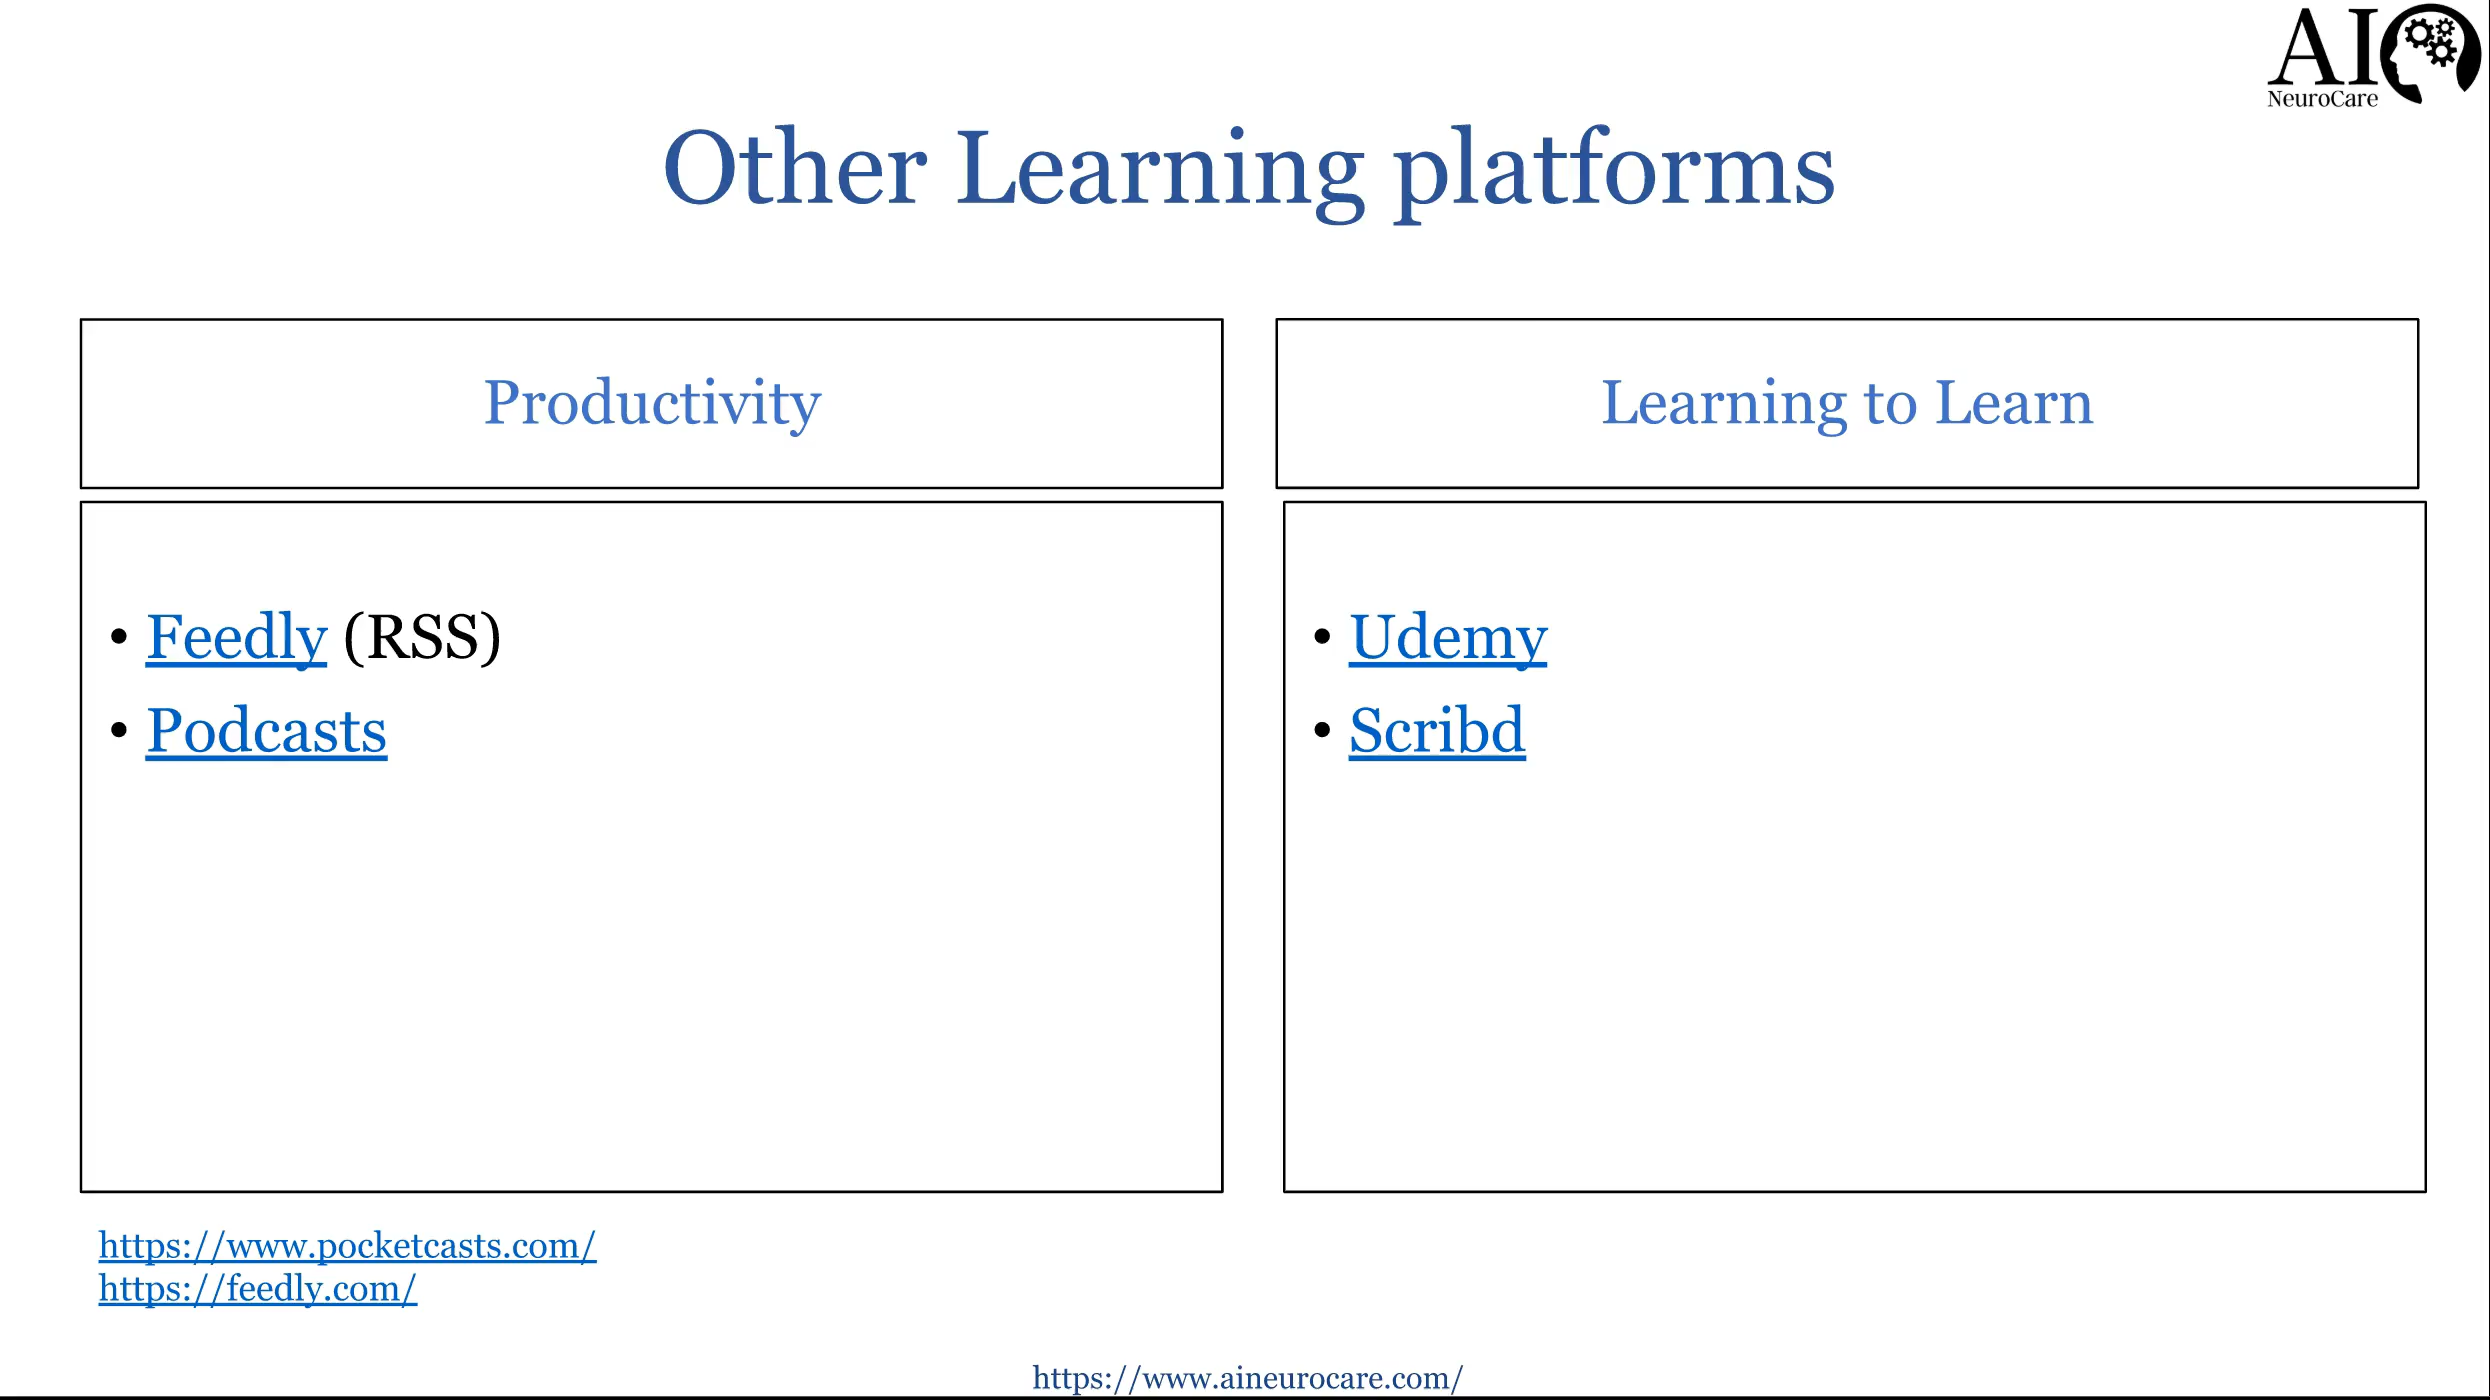 AI
NeuroCare
Other Learning platforms
Productivity
Learning to Learn
• Feedly (RSS)
• Podcasts
• Udemy
• Scribd
https://www.pocketcasts.com/
https://feedly.com/
https://www.aineurocare.com/